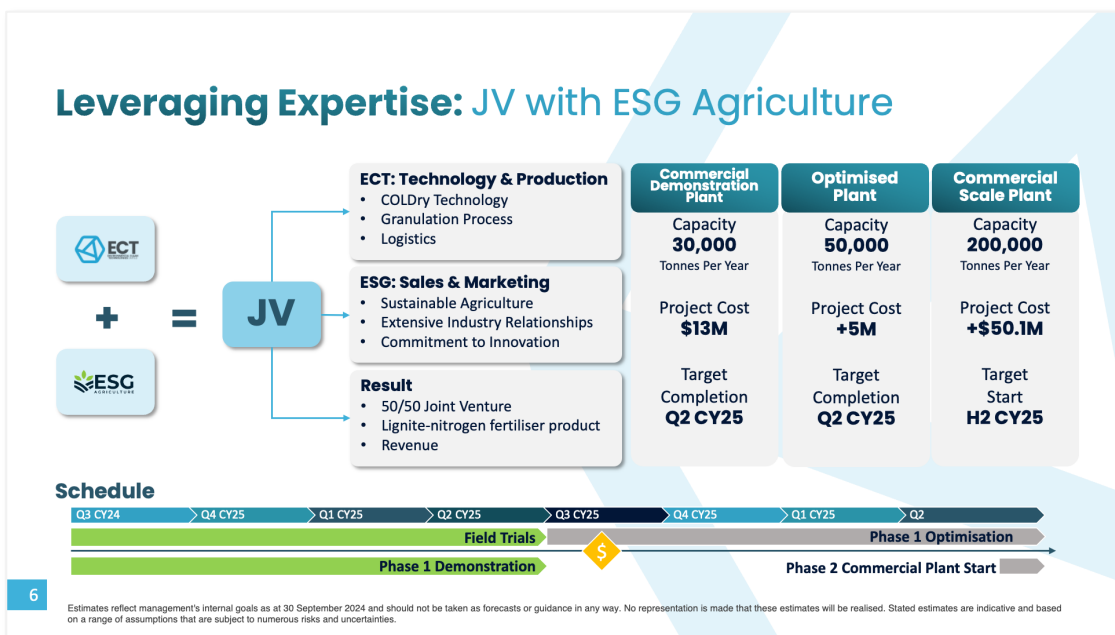 Leveraging Expertise: JV with ESG Agriculture
ECT
+
ESG
AGRICULTURE
=
JV
ECT: Technology & Production
• COLDry Technology
• Granulation Process
• Logistics
ESG: Sales & Marketing
• Sustainable Agriculture
• Extensive Industry Relationships
• Commitment to Innovation
Result
• 50/50 Joint Venture
• Lignite-nitrogen fertiliser product
• Revenue
Commercial
Demonstration
Plant
Capacity
30,000
Tonnes Per Year
Project Cost
$13M
Target
Completion
Q2 CY25
Optimised
Plant
Capacity
50,000
Tonnes Per Year
Project Cost
+5M
Target
Completion
Q2 CY25
Commercial
Scale Plant
Capacity
200,000
Tonnes Per Year
Project Cost
+$50.1M
Target
Start
H2 CY25
Schedule
Q3 CY24 Q4 CY25 Q1 CY25 Q2 CY25 Q3 CY25 Q4 CY25 Q1 CY25 Q2
Field Trials
$
Phase 1 Optimisation
Phase 1 Demonstration
Phase 2 Commercial Plant Start
6
Estimates reflect management's internal goals as at 30 September 2024 and should not be taken as forecasts or guidance in any way. No representation is made that these estimates will be realised. Stated estimates are indicative and based
on a range of assumptions that are subject to numerous risks and uncertainties.